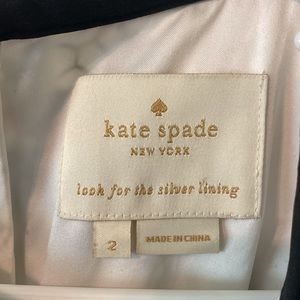 kate spade
NEW YORK
look for the silver lining
2
MADE IN CHINA